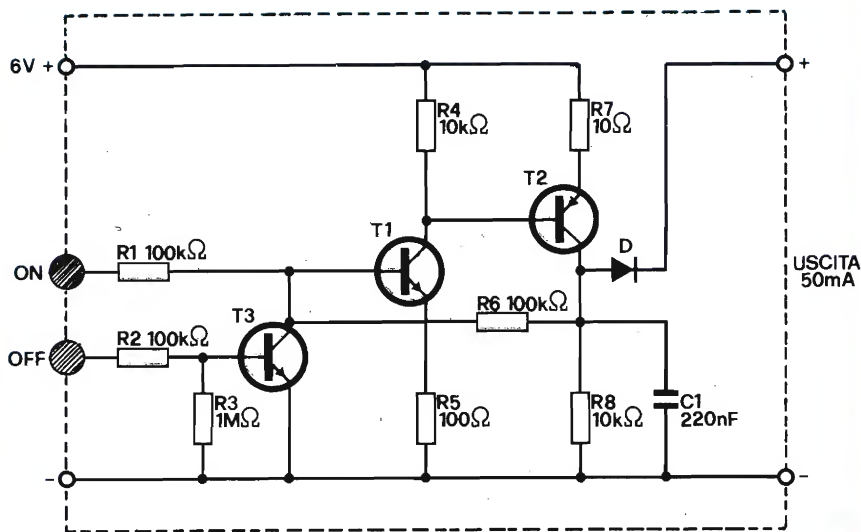 6V +
+
R4
10kΩ
R7
10Ω
T2
T1
R1 100kΩ
ON
D
USCITA
50mA
R6 100kΩ
T3
R2 100kΩ
OFF
R3
1MΩ
R5
100Ω
R8
10kΩ
C1
220nF
-
-